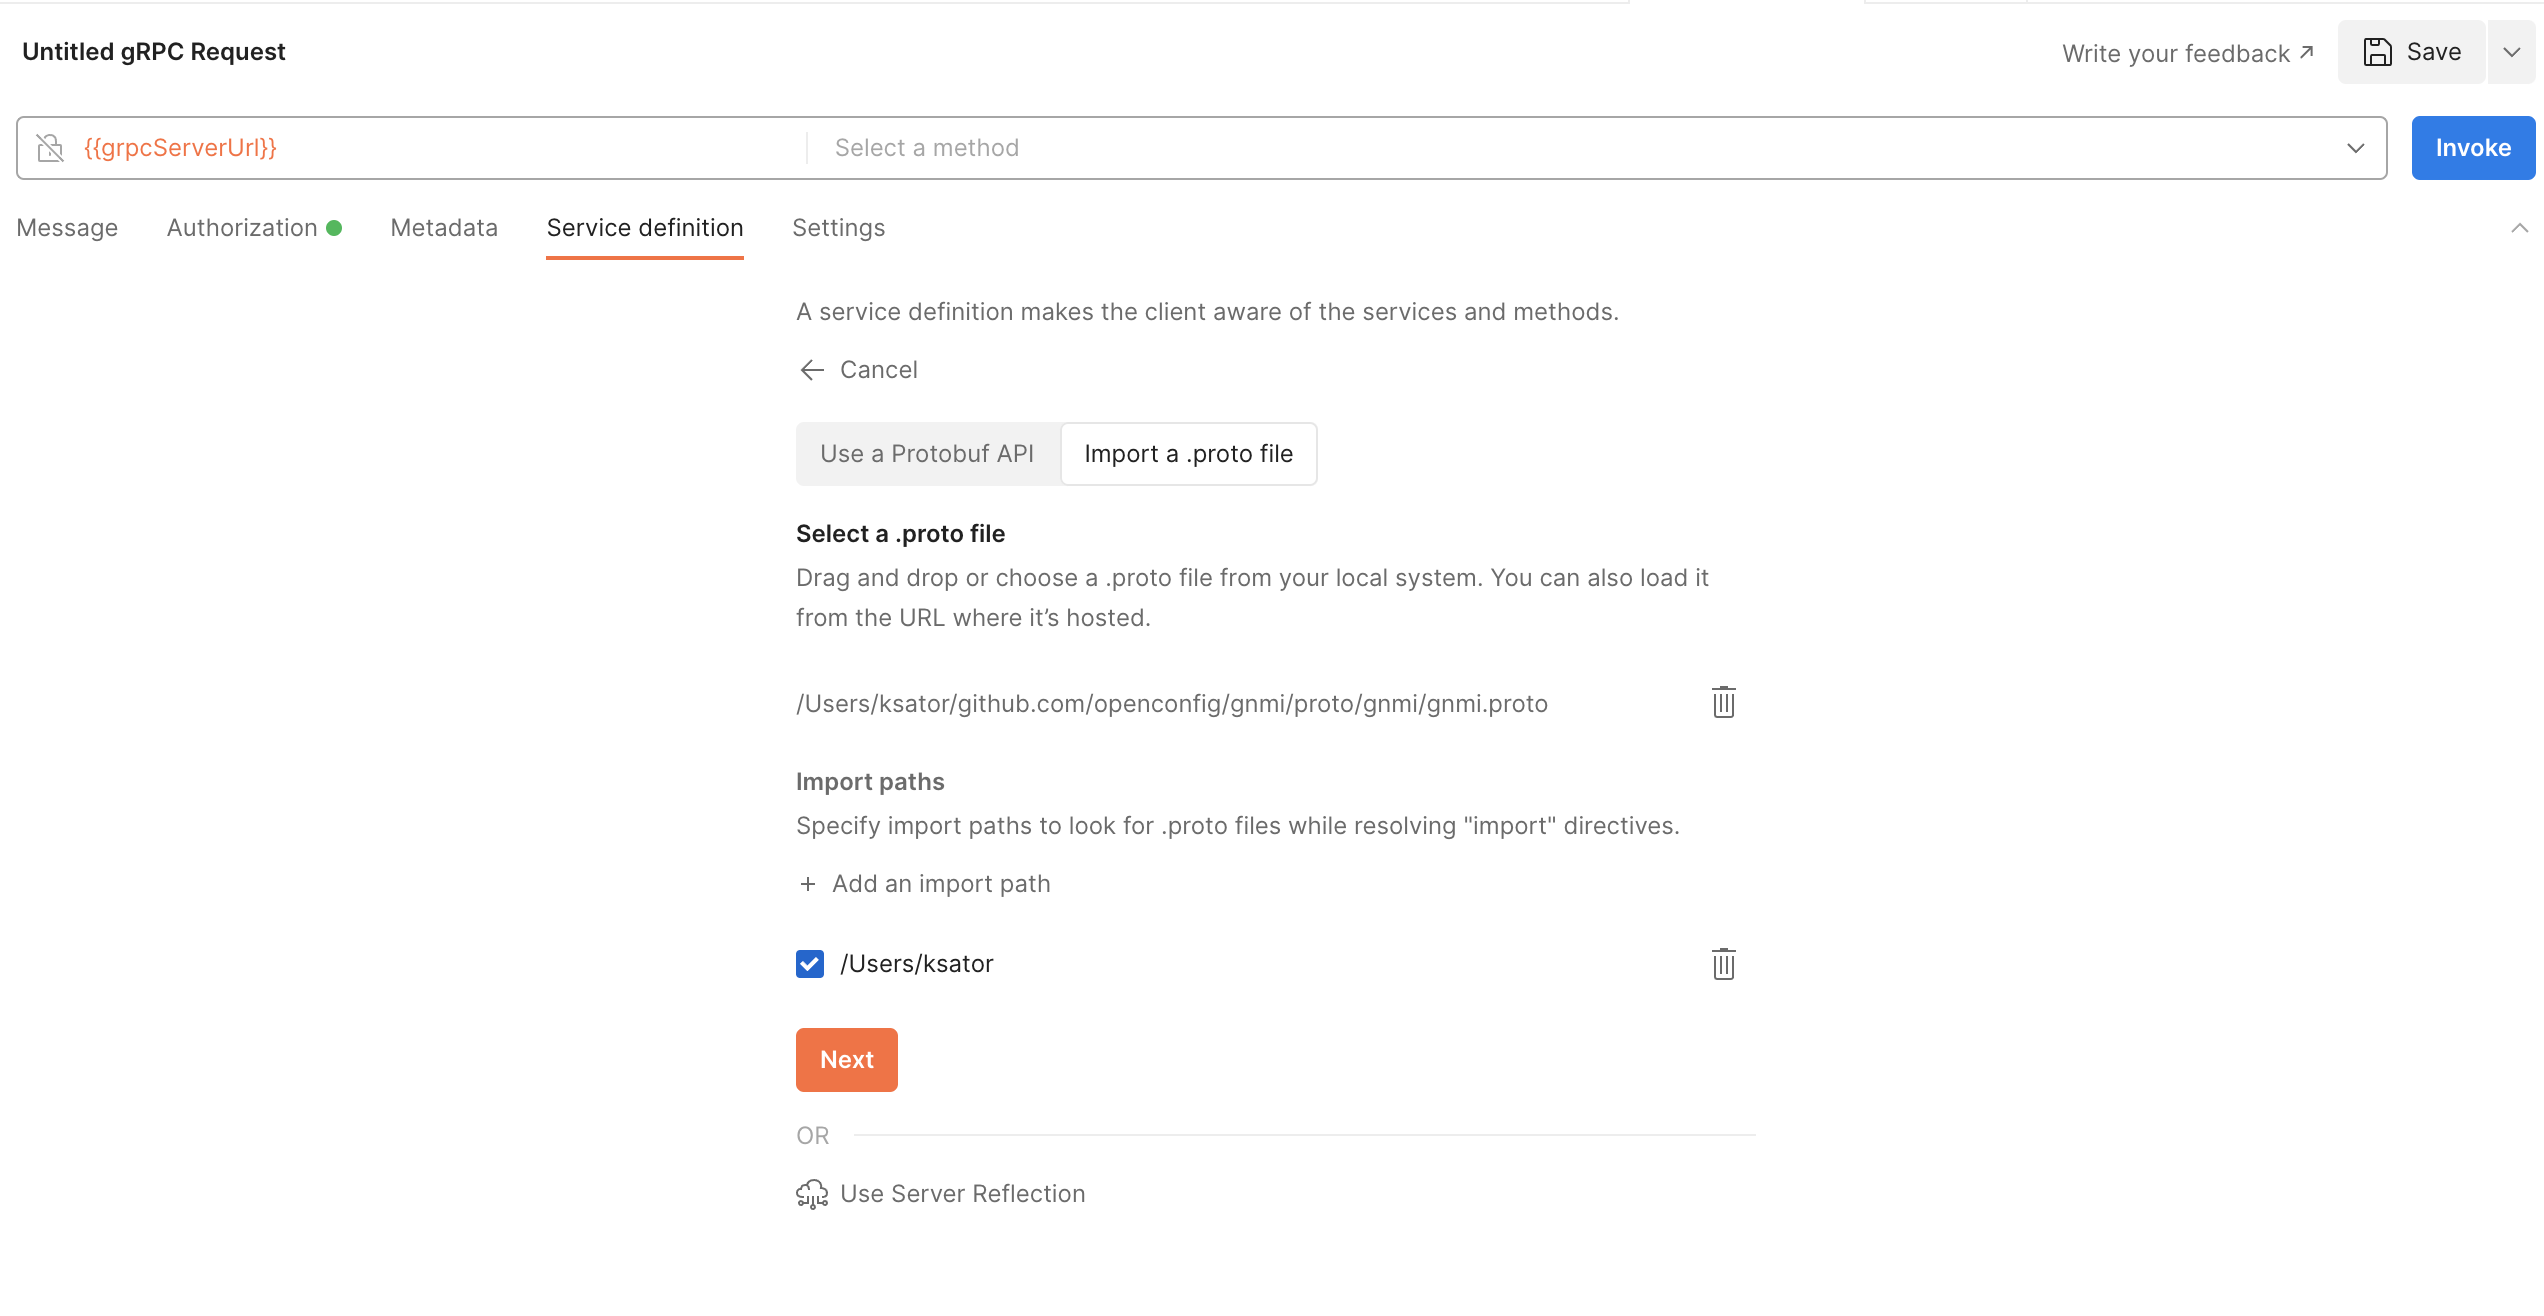 Untitled gRPC Request
Write your feedback ↗
Save
{{grpcServerUrl}}
Select a method
Invoke
Message
Authorization
Metadata
Service definition
Settings
A service definition makes the client aware of the services and methods.
← Cancel
Use a Protobuf API
Import a .proto file
Select a .proto file
Drag and drop or choose a .proto file from your local system. You can also load it
from the URL where it’s hosted.
/Users/ksator/github.com/openconfig/gnmi/proto/gnmi/gnmi.proto
Import paths
Specify import paths to look for .proto files while resolving "import" directives.
+ Add an import path
/Users/ksator
Next
OR
Use Server Reflection